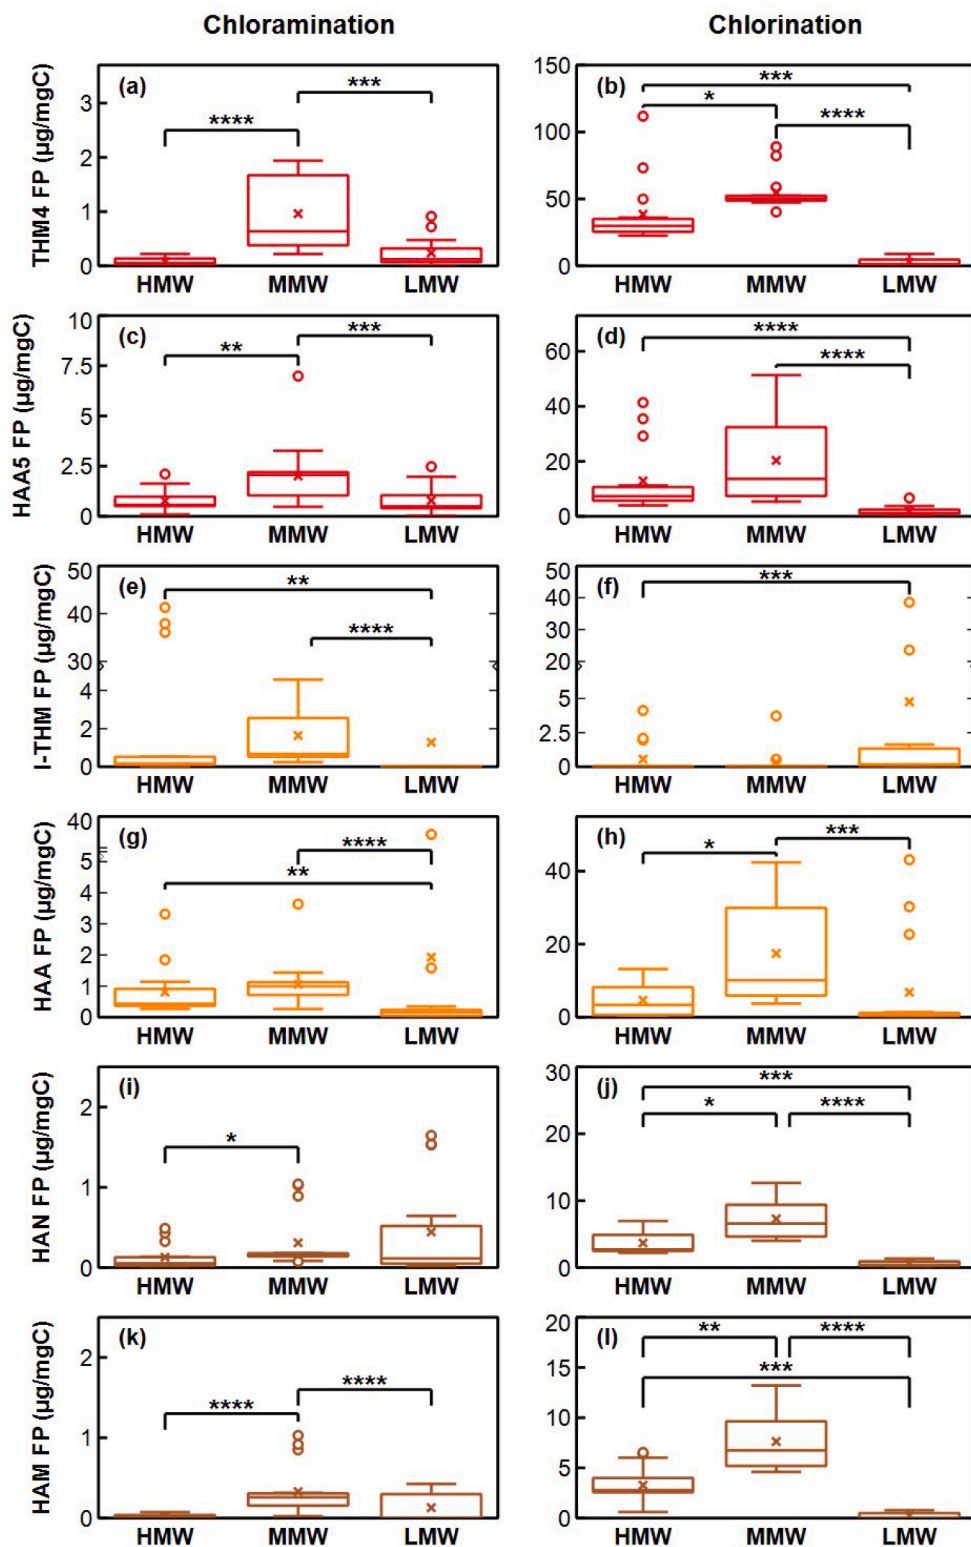 Chloramination Chlorination
THM4 FP (µg/mgC)
(a)
***
****
3
2
1
0
HMW MMW LMW
(b)
***
*
****
150
100
50
0
HMW MMW LMW
HAA5 FP (µg/mgC)
(c)
***
**
10
7.5
5
2.5
0
HMW MMW LMW
(d)
****
****
60
40
20
0
HMW MMW LMW
I-THM FP (µg/mgC)
(e)
**
****
50
40
30
4
2
0
HMW MMW LMW
(f)
***
50
40
30
20
5
2.5
0
HMW MMW LMW
HAA FP (µg/mgC)
(g)
****
**
40
5
4
3
2
1
0
HMW MMW LMW
(h)
***
*
40
20
0
HMW MMW LMW
HAN FP (µg/mgC)
(i)
*
2
1
0
HMW MMW LMW
(j)
***
* ****
30
20
10
0
HMW MMW LMW
HAM FP (µg/mgC)
(k)
****
****
2
1
0
HMW MMW LMW
(l)
** ****
***
20
15
10
5
0
HMW MMW LMW